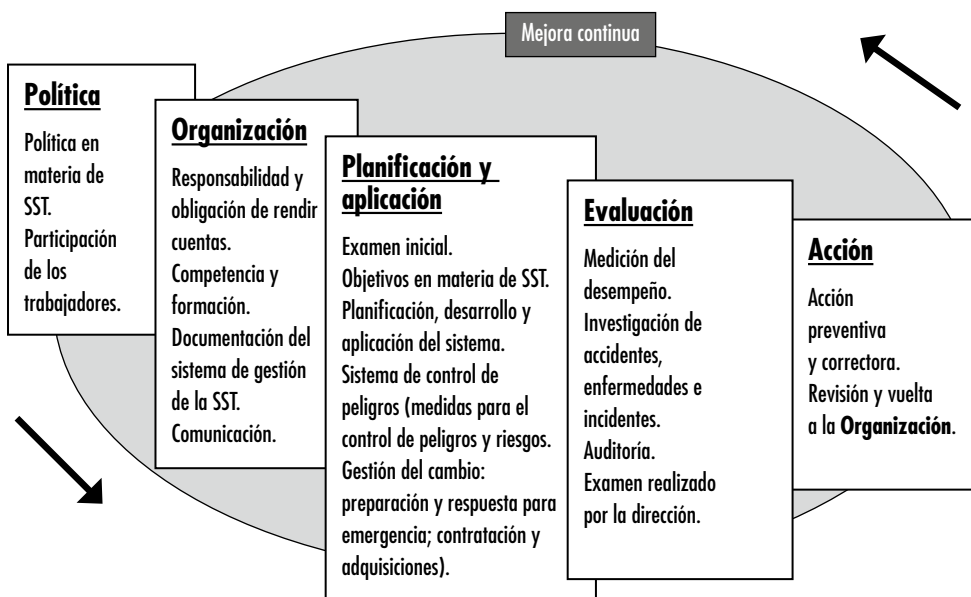 Mejora continua
Política
Política en
materia de
SST.
Participación
de los
trabajadores.
Organización
Responsabilidad y
obligación de rendir
cuentas.
Competencia y
formación.
Documentación del
sistema de gestión
de la SST.
Comunicación.
Planificación y
aplicación
Examen inicial.
Objetivos en materia de SST.
Planificación, desarrollo y
aplicación del sistema.
Sistema de control de
peligros (medidas para el
control de peligros y riesgos.
Gestión del cambio:
preparación y respuesta para
emergencia; contratación y
adquisiciones).
Evaluación
Medición del
desempeño.
Investigación de
accidentes,
enfermedades e
incidentes.
Auditoría.
Examen realizado
por la dirección.
Acción
Acción
preventiva
y correctora.
Revisión y vuelta
a la Organización.